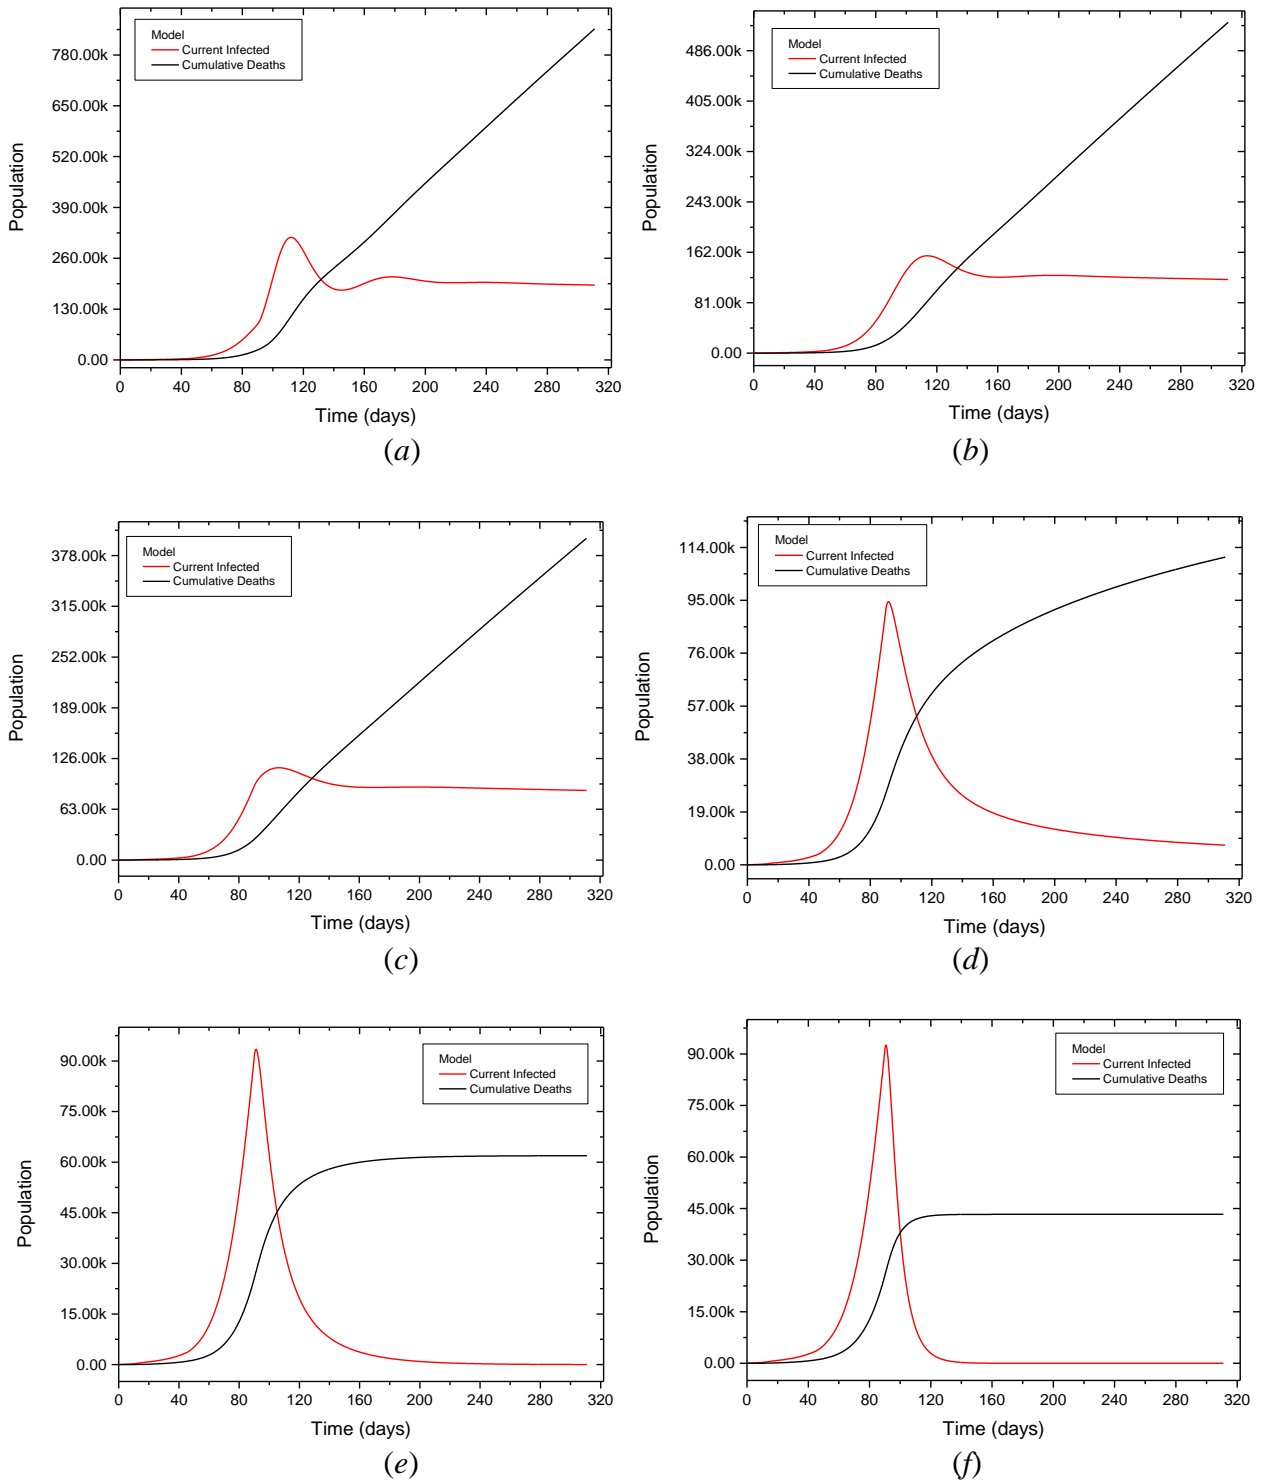 Model
Current Infected
Cumulative Deaths
780.00k
650.00k
520.00k
390.00k
260.00k
130.00k
0.00
Population
0 40 80 120 160 200 240 280 320
Time (days)
(a)
Model
Current Infected
Cumulative Deaths
486.00k
405.00k
324.00k
243.00k
162.00k
81.00k
0.00
Population
0 40 80 120 160 200 240 280 320
Time (days)
(b)
Model
Current Infected
Cumulative Deaths
378.00k
315.00k
252.00k
189.00k
126.00k
63.00k
0.00
Population
0 40 80 120 160 200 240 280 320
Time (days)
(c)
Model
Current Infected
Cumulative Deaths
114.00k
95.00k
76.00k
57.00k
38.00k
19.00k
0.00
Population
0 40 80 120 160 200 240 280 320
Time (days)
(d)
Model
Current Infected
Cumulative Deaths
90.00k
75.00k
60.00k
45.00k
30.00k
15.00k
0.00
Population
0 40 80 120 160 200 240 280 320
Time (days)
(e)
Model
Current Infected
Cumulative Deaths
90.00k
75.00k
60.00k
45.00k
30.00k
15.00k
0.00
Population
0 40 80 120 160 200 240 280 320
Time (days)
(f)